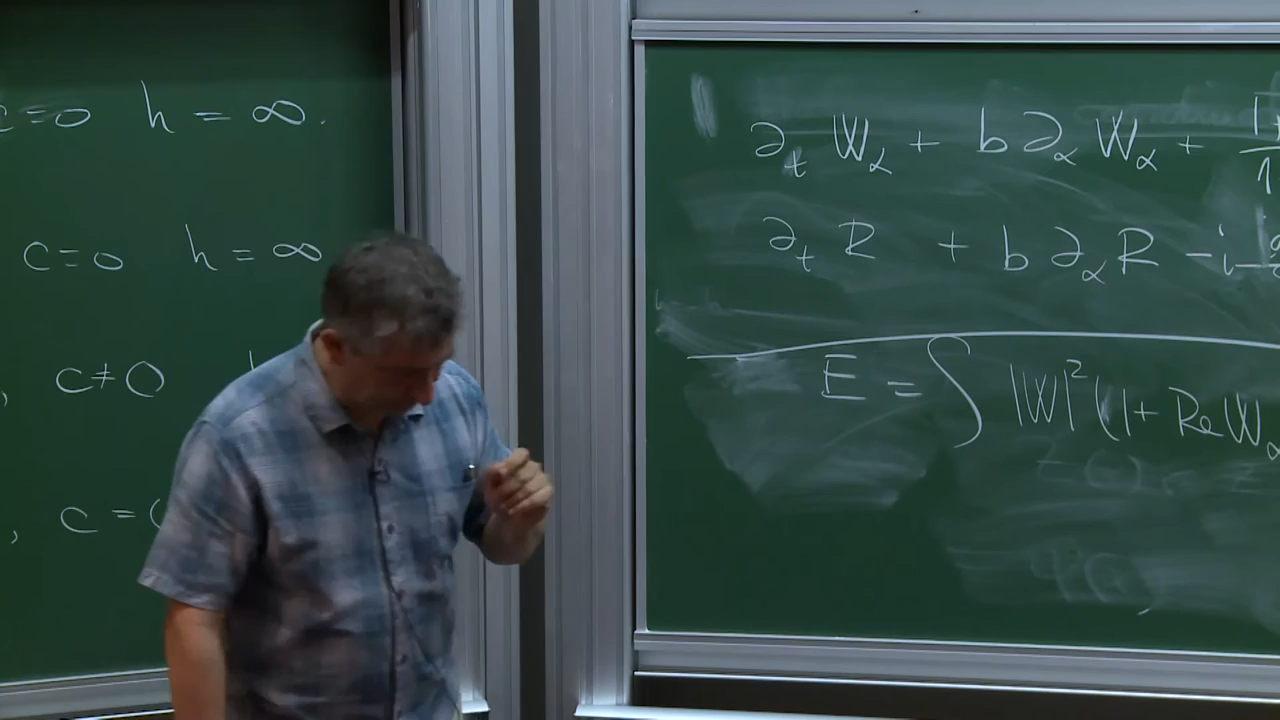 c=0 h = ∞.
c=0 h = ∞
, c≠0
, c =
∂_t W_α + b ∂_α W_α +
∂_t R + b ∂_α R - i
E = ∫ |W|² (1 + Re W_α